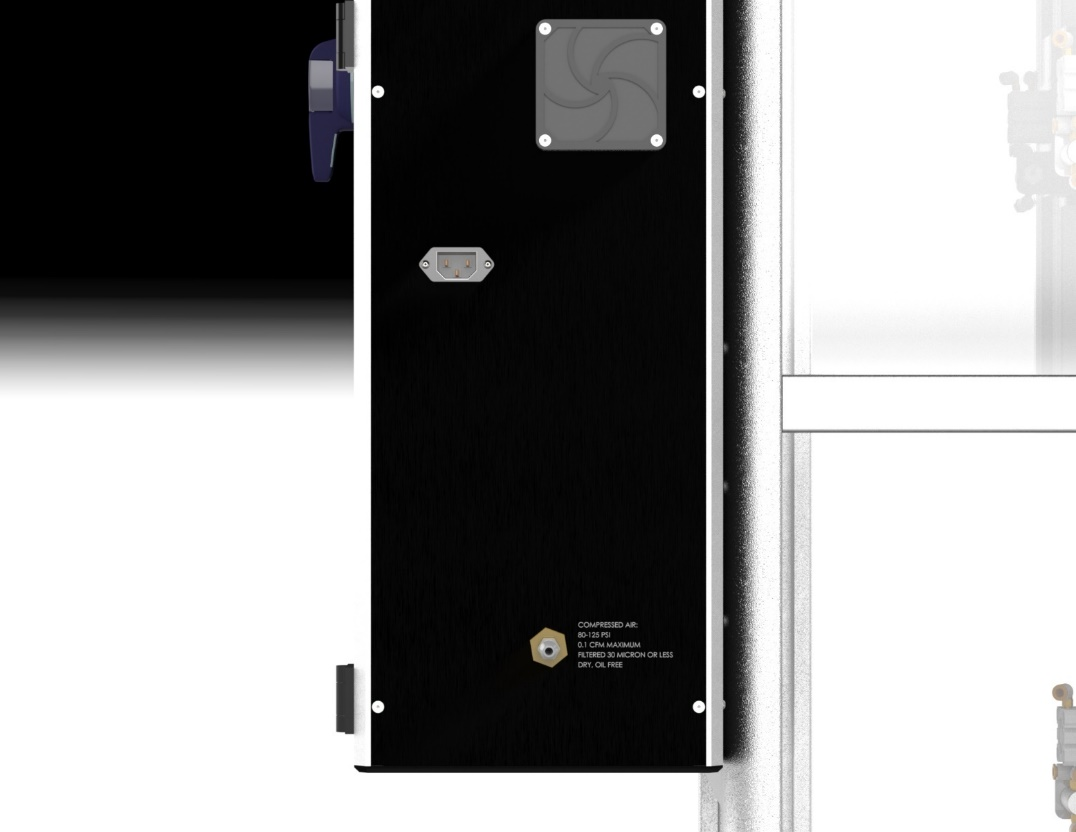 COMPRESSED AIR:
80-125 PSI
0.1 CFM MAXIMUM
FILTERED 30 MICRON OR LESS
DRY, OIL FREE